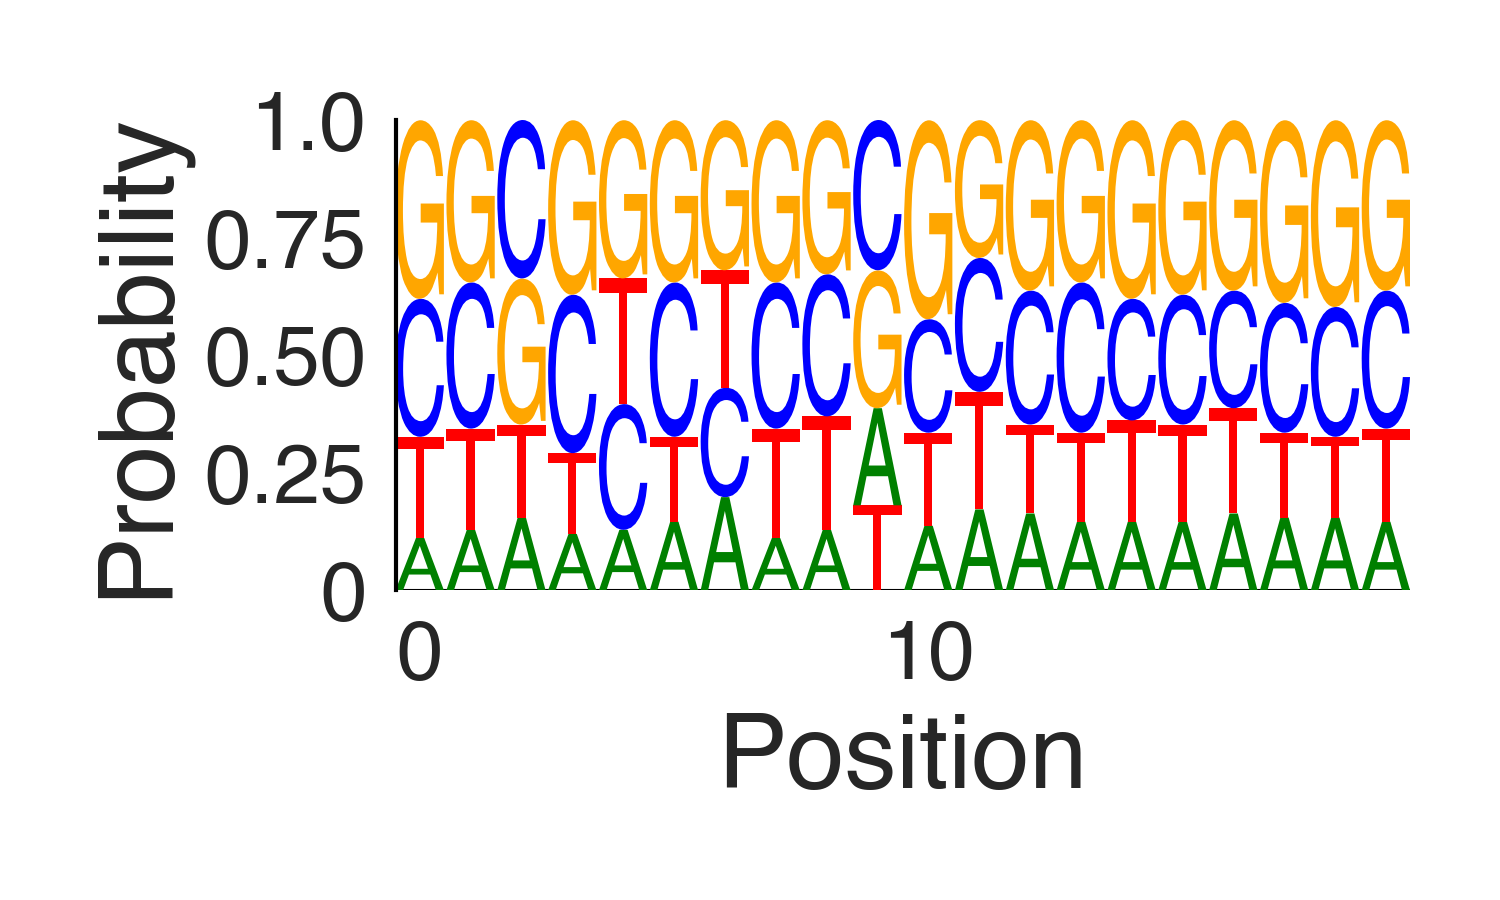 Probability
1.0
0.75
0.50
0.25
0
GGCGGGGGGCGGGGGGGGGG
CCGCTCTCCGCCCCCCCCCC
TTTTCTCTTATTTTTTTTTT
AAAAAAAAATAAAAAAAAAA
0 10
Position